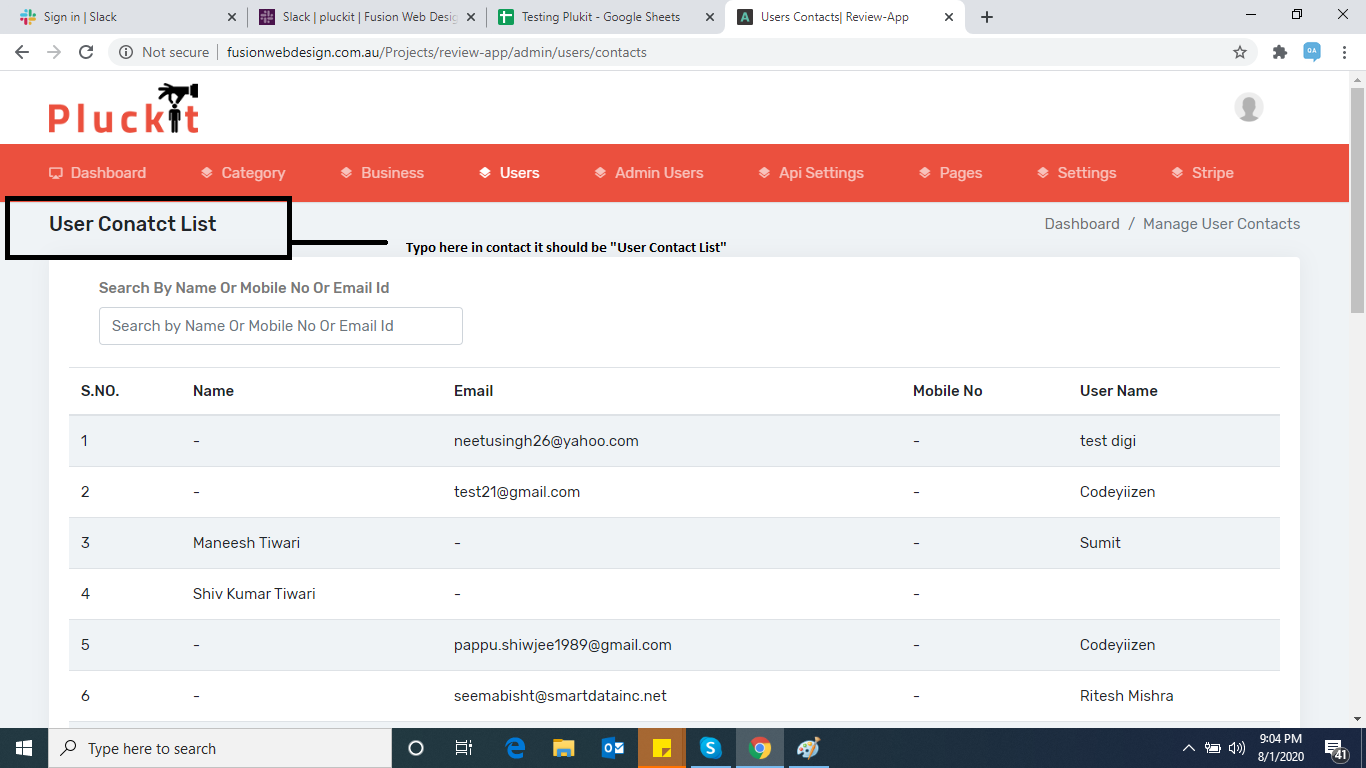 Sign in | Slack
Slack | pluckit | Fusion Web Desig
Testing Plukit - Google Sheets
Users Contacts| Review-App
Not secure | fusionwebdesign.com.au/Projects/review-app/admin/users/contacts
Pluckit
Dashboard Category Business Users Admin Users Api Settings Pages Settings Stripe
User Conatct List
Dashboard / Manage User Contacts
Typo here in contact it should be "User Contact List"
Search By Name Or Mobile No Or Email Id
Search by Name Or Mobile No Or Email Id
S.NO. Name Email Mobile No User Name
1 - neetusingh26@yahoo.com - test digi
2 - test21@gmail.com - Codeyiizen
3 Maneesh Tiwari - - Sumit
4 Shiv Kumar Tiwari - -
5 - pappu.shiwjee1989@gmail.com - Codeyiizen
6 - seemabisht@smartdatainc.net - Ritesh Mishra
Type here to search
9:04 PM
8/1/2020
41